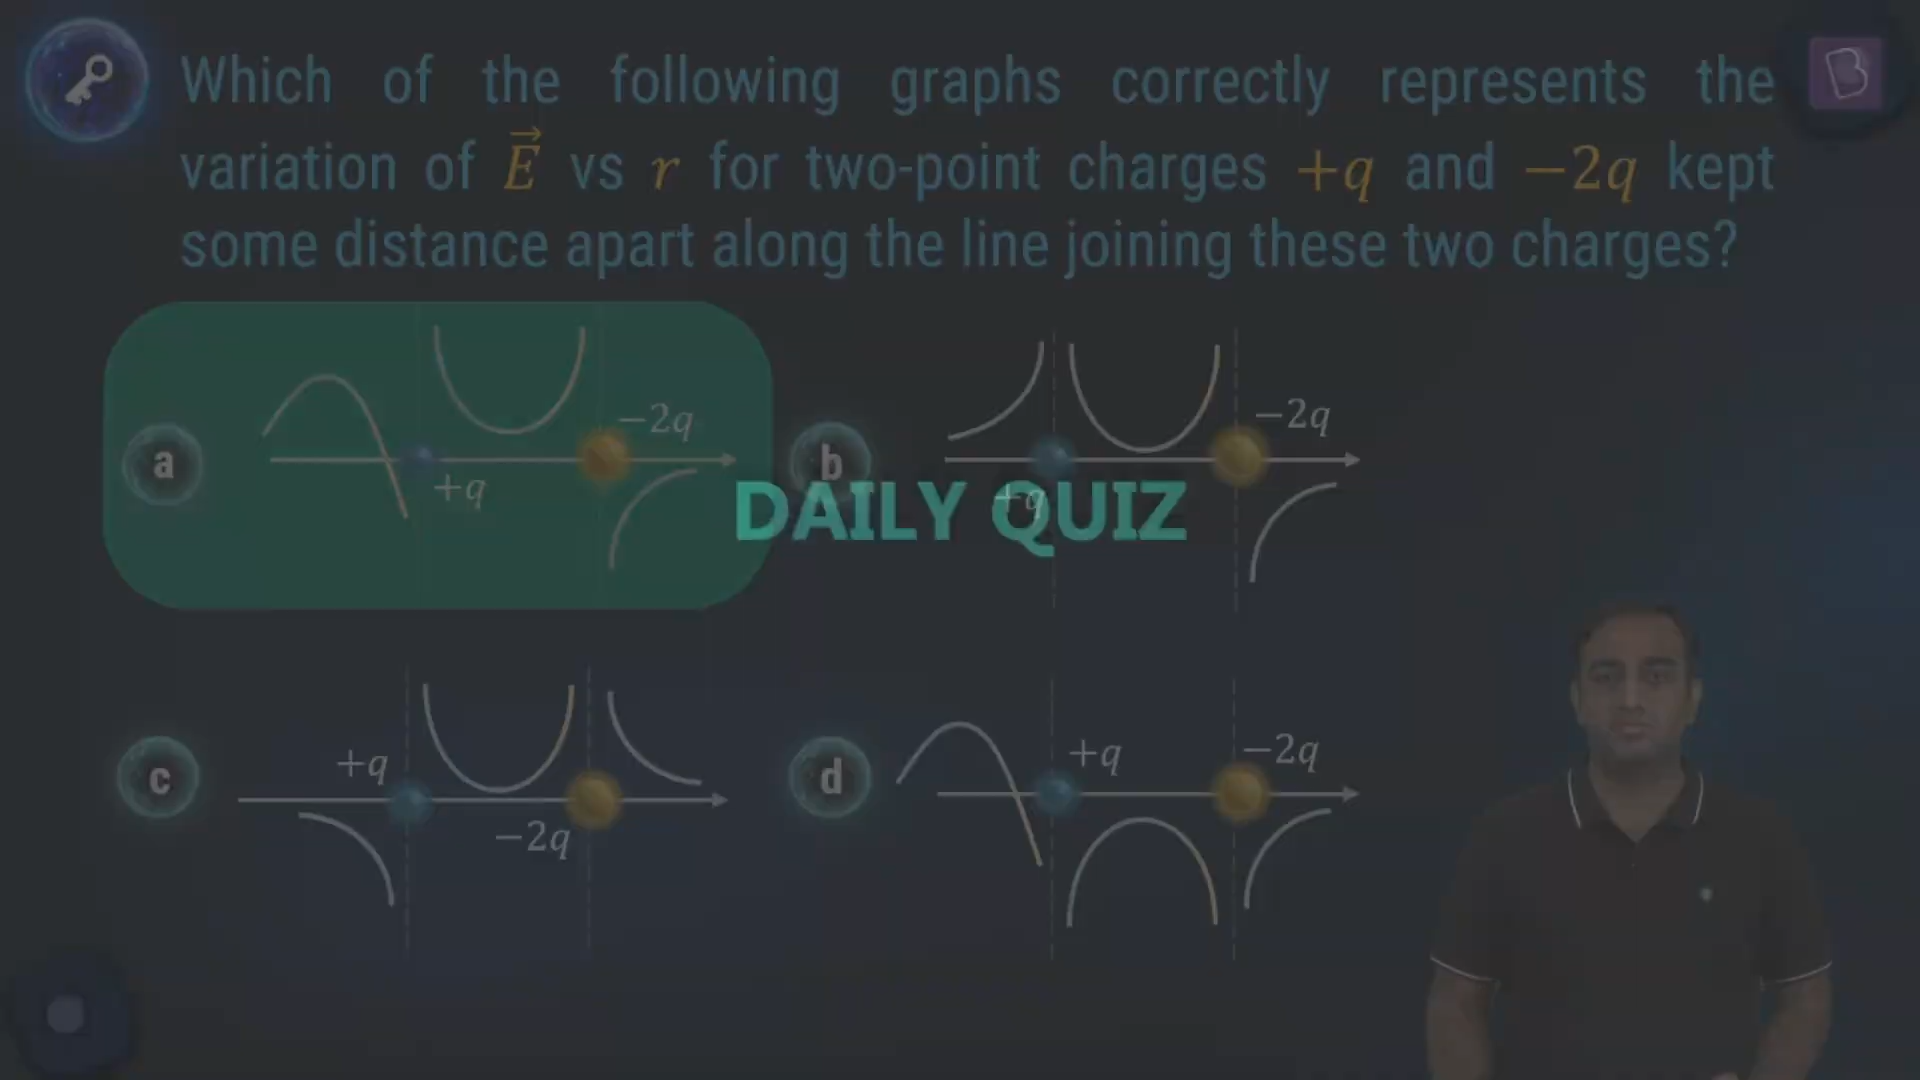 Which of the following graphs correctly represents the
variation of \vec{E} vs r for two-point charges +q and −2q kept
some distance apart along the line joining these two charges?
a
−2q
+q
b
−2q
+q
DAILY QUIZ
c
+q
−2q
d
+q
−2q
B